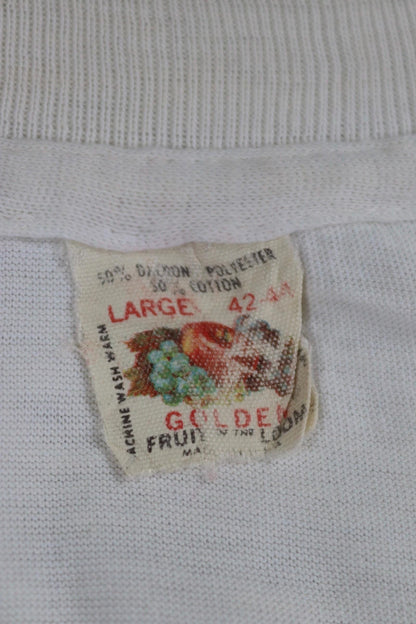 50% DACRON POLYESTER
50% COTTON
LARGE 42-44
MACHINE WASH WARM
GOLDEN
FRUIT OF THE LOOM